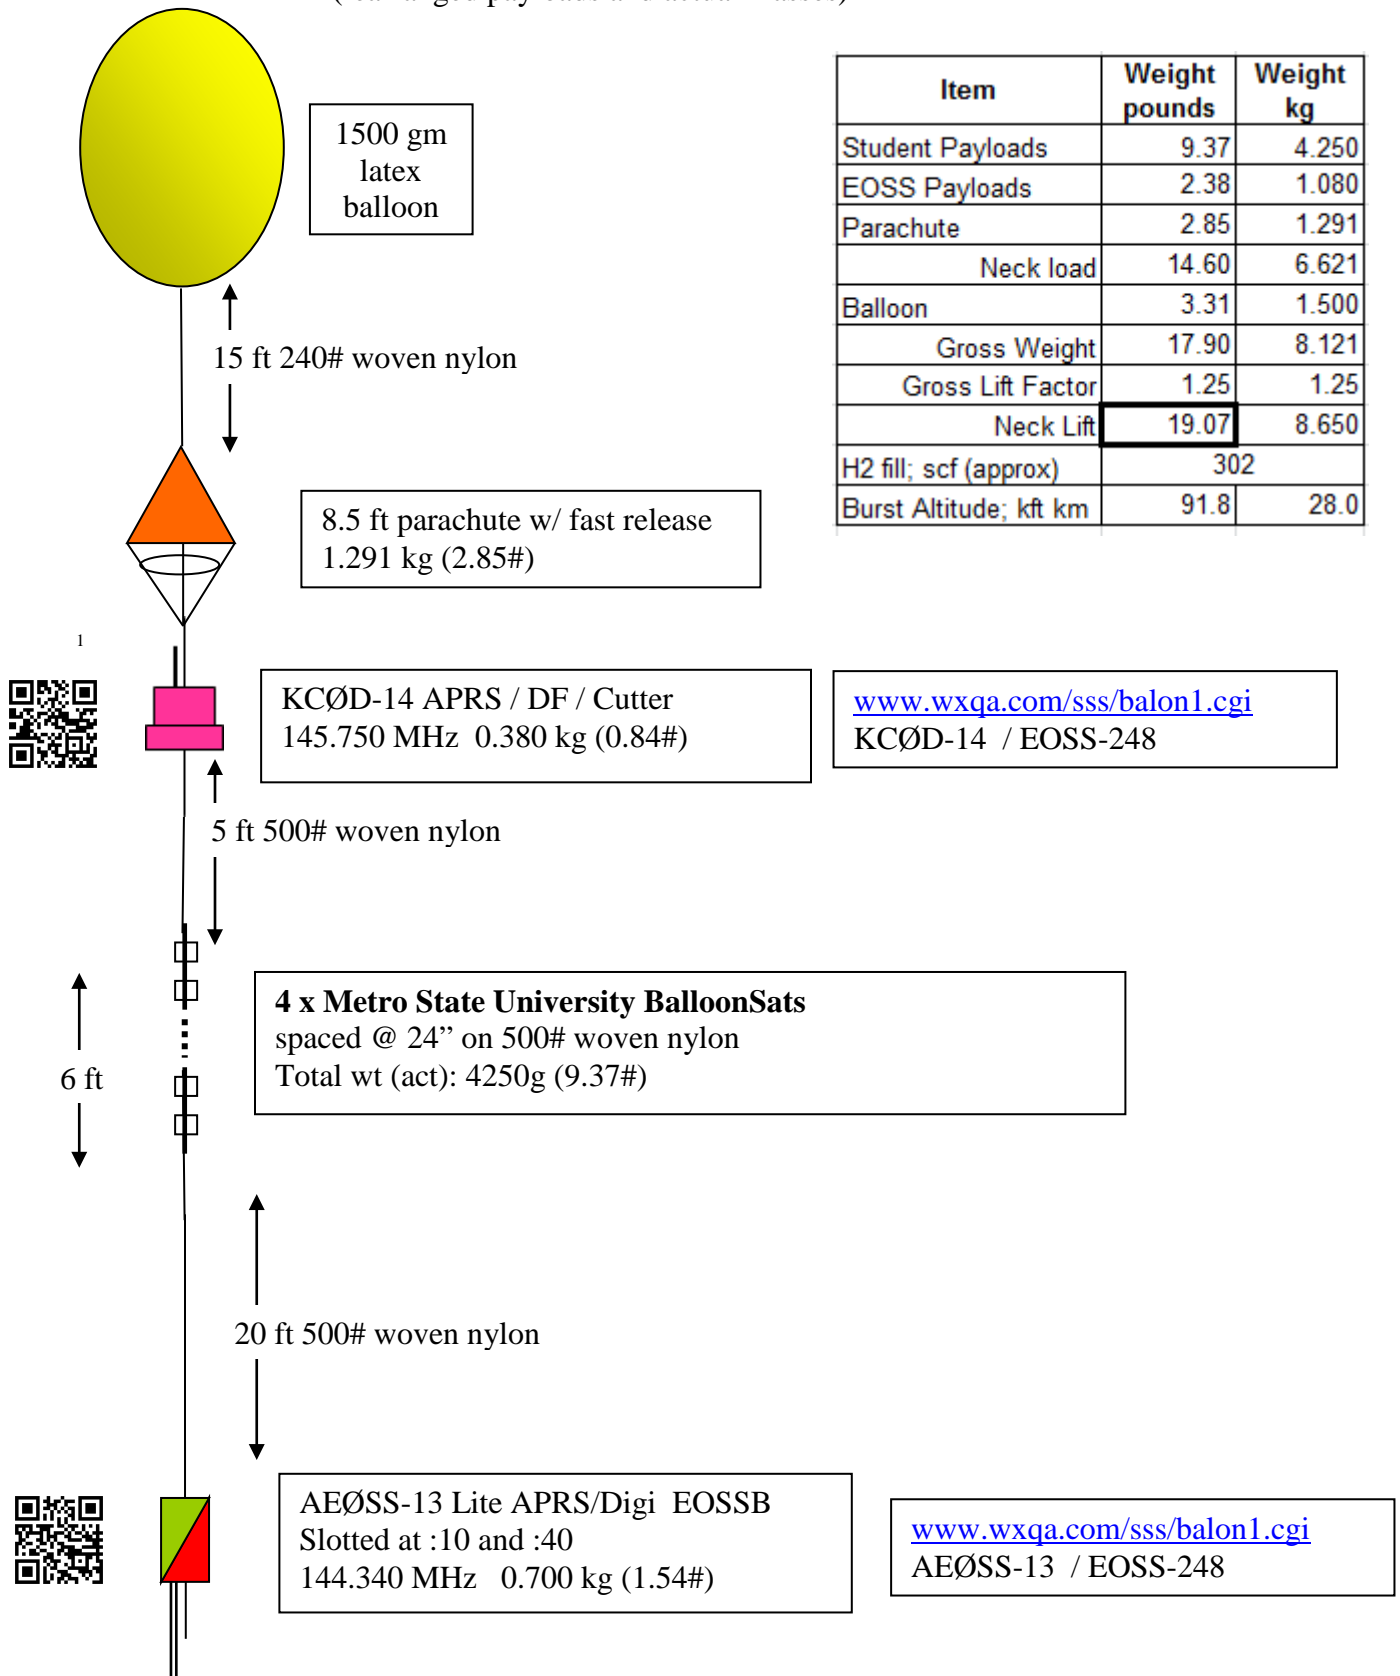 1500 gm
latex
balloon
Item Weight pounds Weight kg
Student Payloads 9.37 4.250
EOSS Payloads 2.38 1.080
Parachute 2.85 1.291
Neck load 14.60 6.621
Balloon 3.31 1.500
Gross Weight 17.90 8.121
Gross Lift Factor 1.25 1.25
Neck Lift 19.07 8.650
H2 fill; scf (approx) 302
Burst Altitude; kft km 91.8 28.0
15 ft 240# woven nylon
8.5 ft parachute w/ fast release
1.291 kg (2.85#)
1
KCØD-14 APRS / DF / Cutter
145.750 MHz 0.380 kg (0.84#)
www.wxqa.com/sss/balon1.cgi
KCØD-14 / EOSS-248
5 ft 500# woven nylon
4 x Metro State University BalloonSats
spaced @ 24” on 500# woven nylon
Total wt (act): 4250g (9.37#)
6 ft
20 ft 500# woven nylon
AEØSS-13 Lite APRS/Digi EOSSB
Slotted at :10 and :40
144.340 MHz 0.700 kg (1.54#)
www.wxqa.com/sss/balon1.cgi
AEØSS-13 / EOSS-248